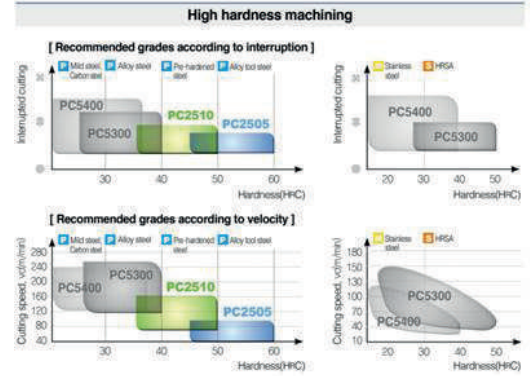 High hardness machining
[ Recommended grades according to interruption ]
P Mild steel, Carbon steel
P Alloy steel
P Pre-hardened steel
P Alloy tool steel
Interrupted cutting
PC5400
PC5300
PC2510
PC2505
30 40 50 60
Hardness(HRC)
M Stainless steel
S HRSA
Interrupted cutting
PC5400
PC5300
20 30 40 50
Hardness(HRC)
[ Recommended grades according to velocity ]
P Mild steel, Carbon steel
P Alloy steel
P Pre-hardened steel
P Alloy tool steel
Cutting speed, vc(m/min)
280
240
200
160
120
80
40
PC5400
PC5300
PC2510
PC2505
30 40 50 60
Hardness(HRC)
Stainless steel
S HRSA
Cutting speed, vc(m/min)
180
150
130
100
70
40
10
PC5300
PC5400
20 30 40 50
Hardness(HRC)